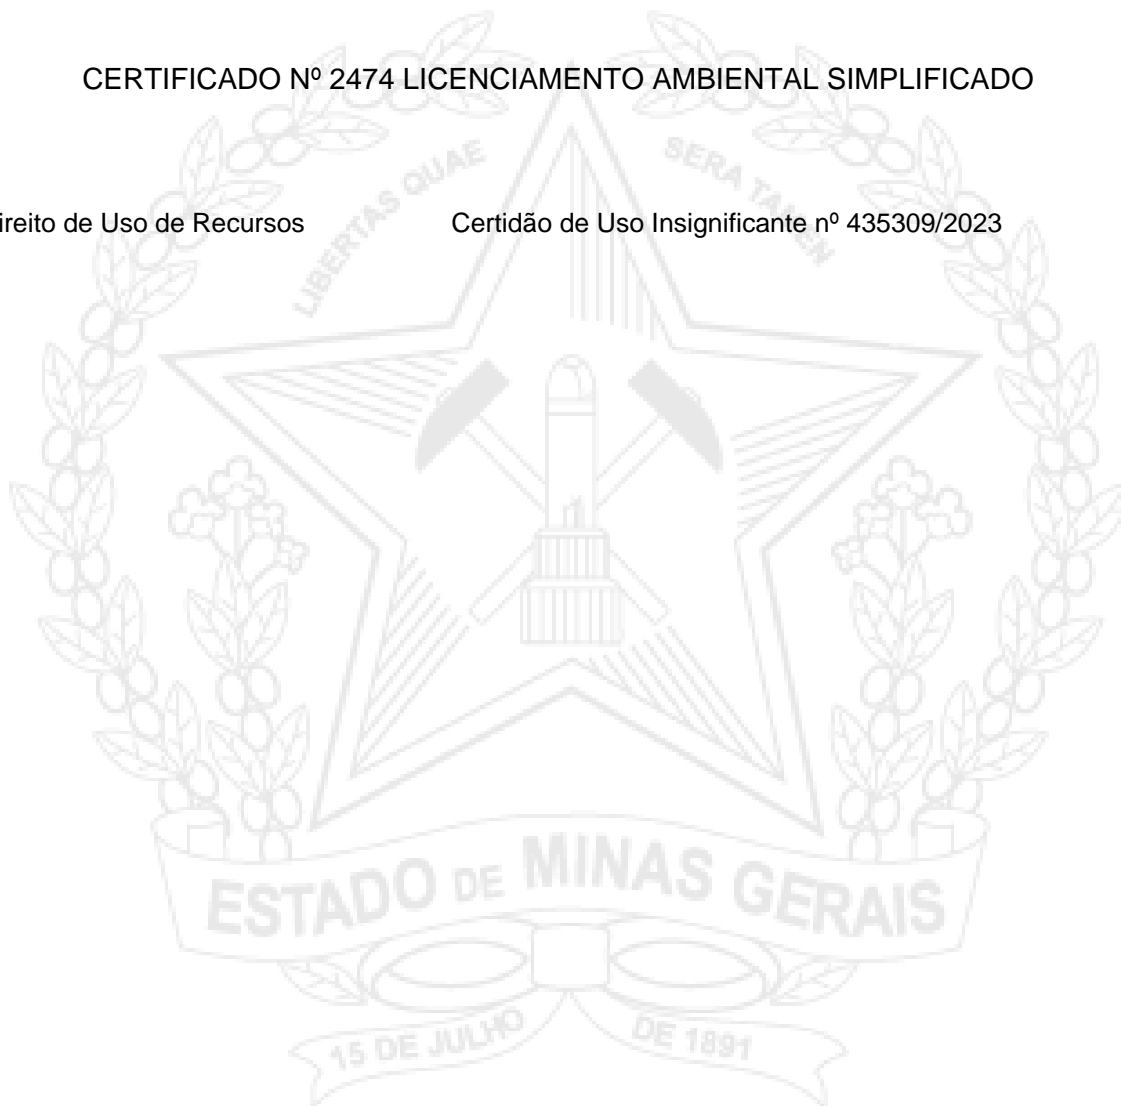 CERTIFICADO Nº 2474 LICENCIAMENTO AMBIENTAL SIMPLIFICADO
LIBERTAS QUAE SERA TAMEN
ireito de Uso de Recursos Certidão de Uso Insignificante nº 435309/2023
ESTADO DE MINAS GERAIS
15 DE JULHO DE 1891